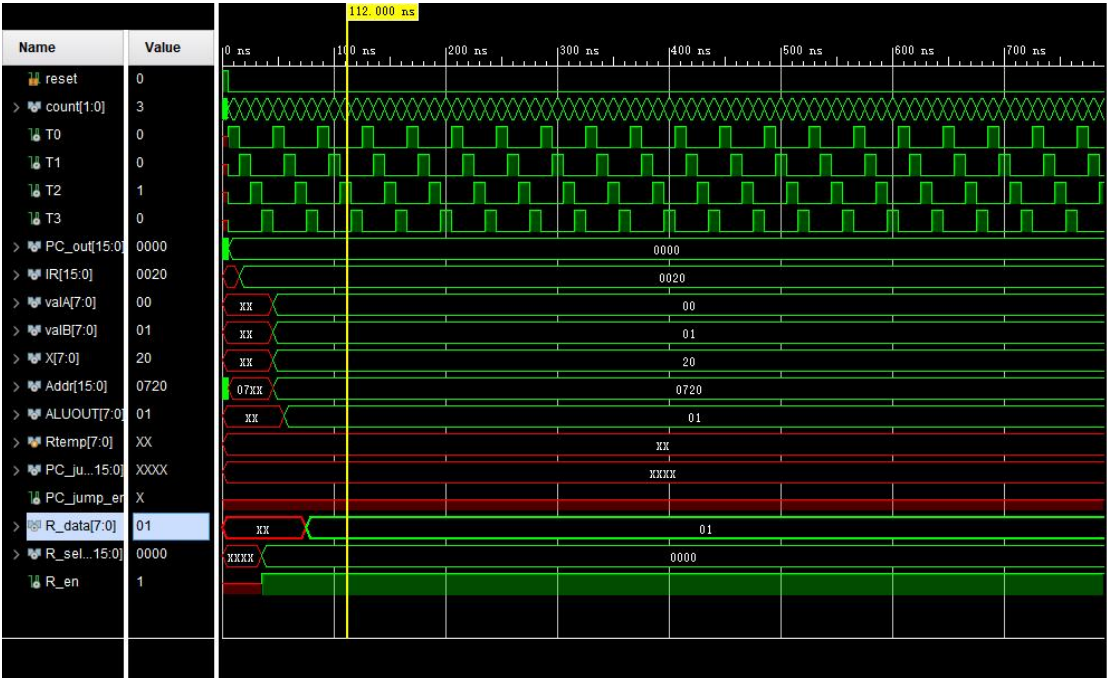 112.000 ns
Name Value
0 ns 100 ns 200 ns 300 ns 400 ns 500 ns 600 ns 700 ns
reset 0
count[1:0] 3
T0 0
T1 0
T2 1
T3 0
PC_out[15:0] 0000 0000
IR[15:0] 0020 0020
valA[7:0] 00 XX 00
valB[7:0] 01 XX 01
X[7:0] 20 XX 20
Addr[15:0] 0720 07XX 0720
ALUOUT[7:0] 01 XX 01
Rtemp[7:0] XX XX
PC_ju...15:0] XXXX XXXX
PC_jump_er X
R_data[7:0] 01 XX 01
R_sel...15:0] 0000 XXXX 0000
R_en 1